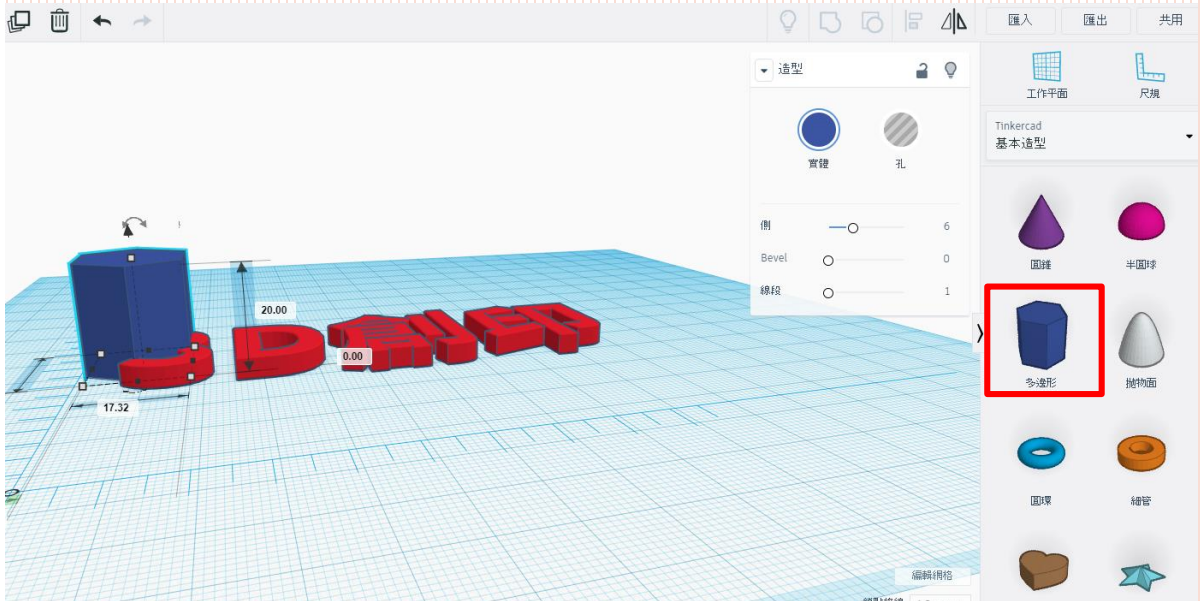 匯入
匯出
共用
造型
實體
孔
側
6
Bevel
0
線段
1
工作平面
尺規
Tinkercad
基本造型
圓錐
半圓球
多邊形
拋物面
圓環
細管
20.00
0.00
17.32
編輯網格